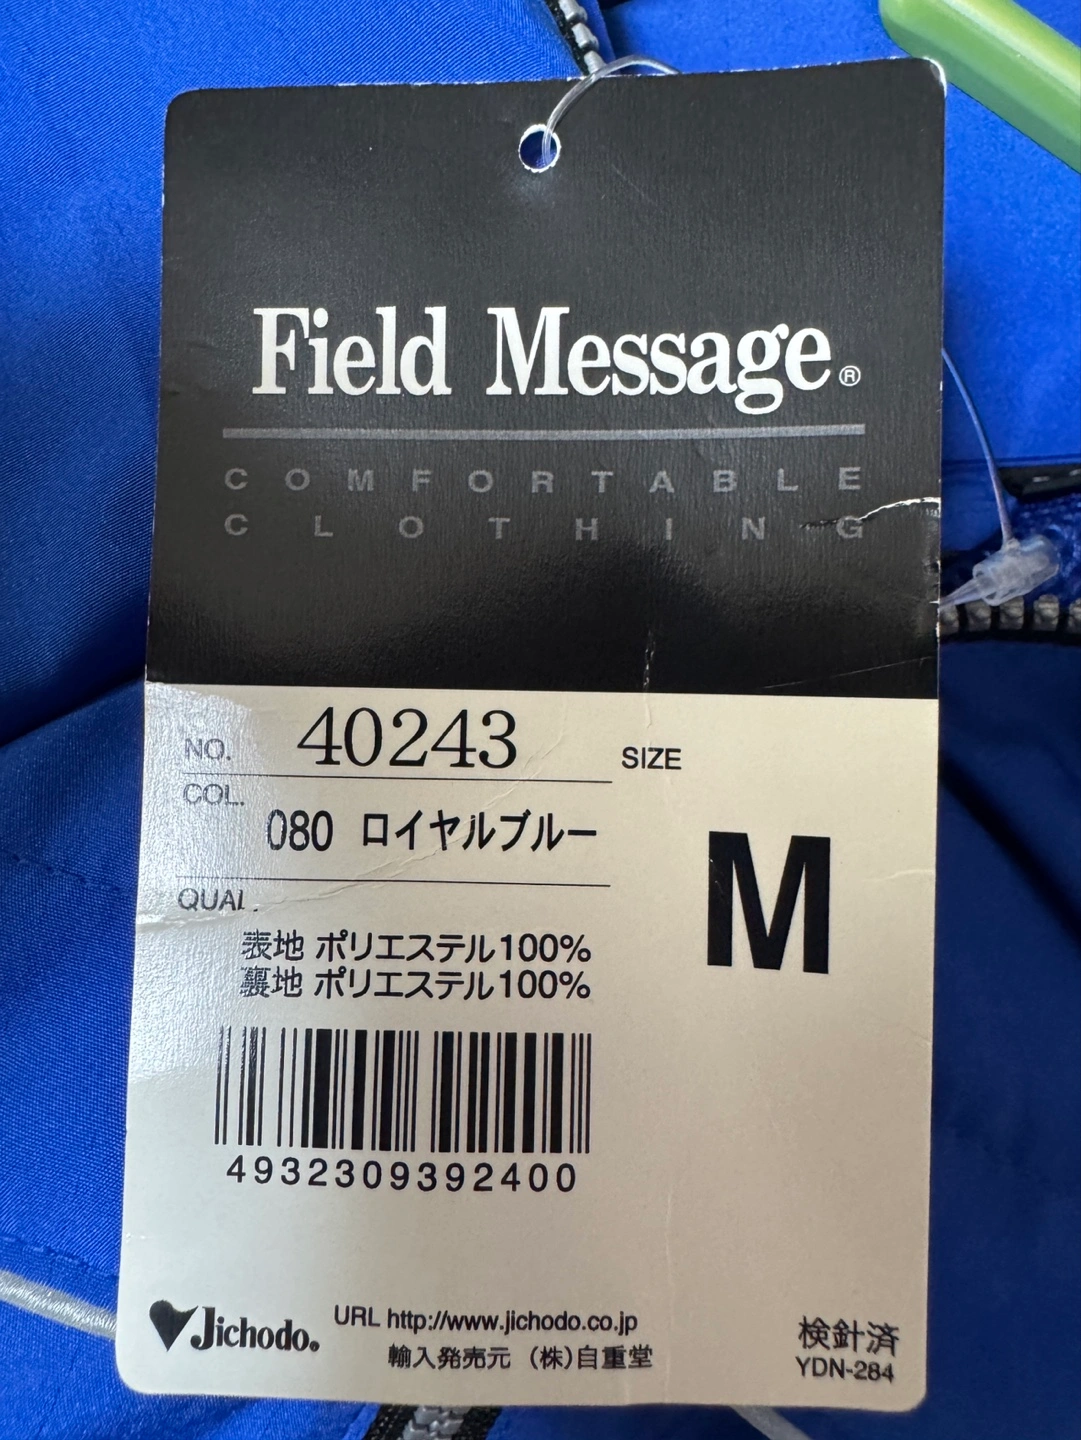 Field Message®
COMFORTABLE
CLOTHING
NO. 40243
SIZE
COL.
080 ロイヤルブルー
M
QUAL.
表地 ポリエステル100%
裏地 ポリエステル100%
4932309392400
Jichodo®
URL http://www.jichodo.co.jp
輸入発売元 (株)自重堂
検針済
YDN-284